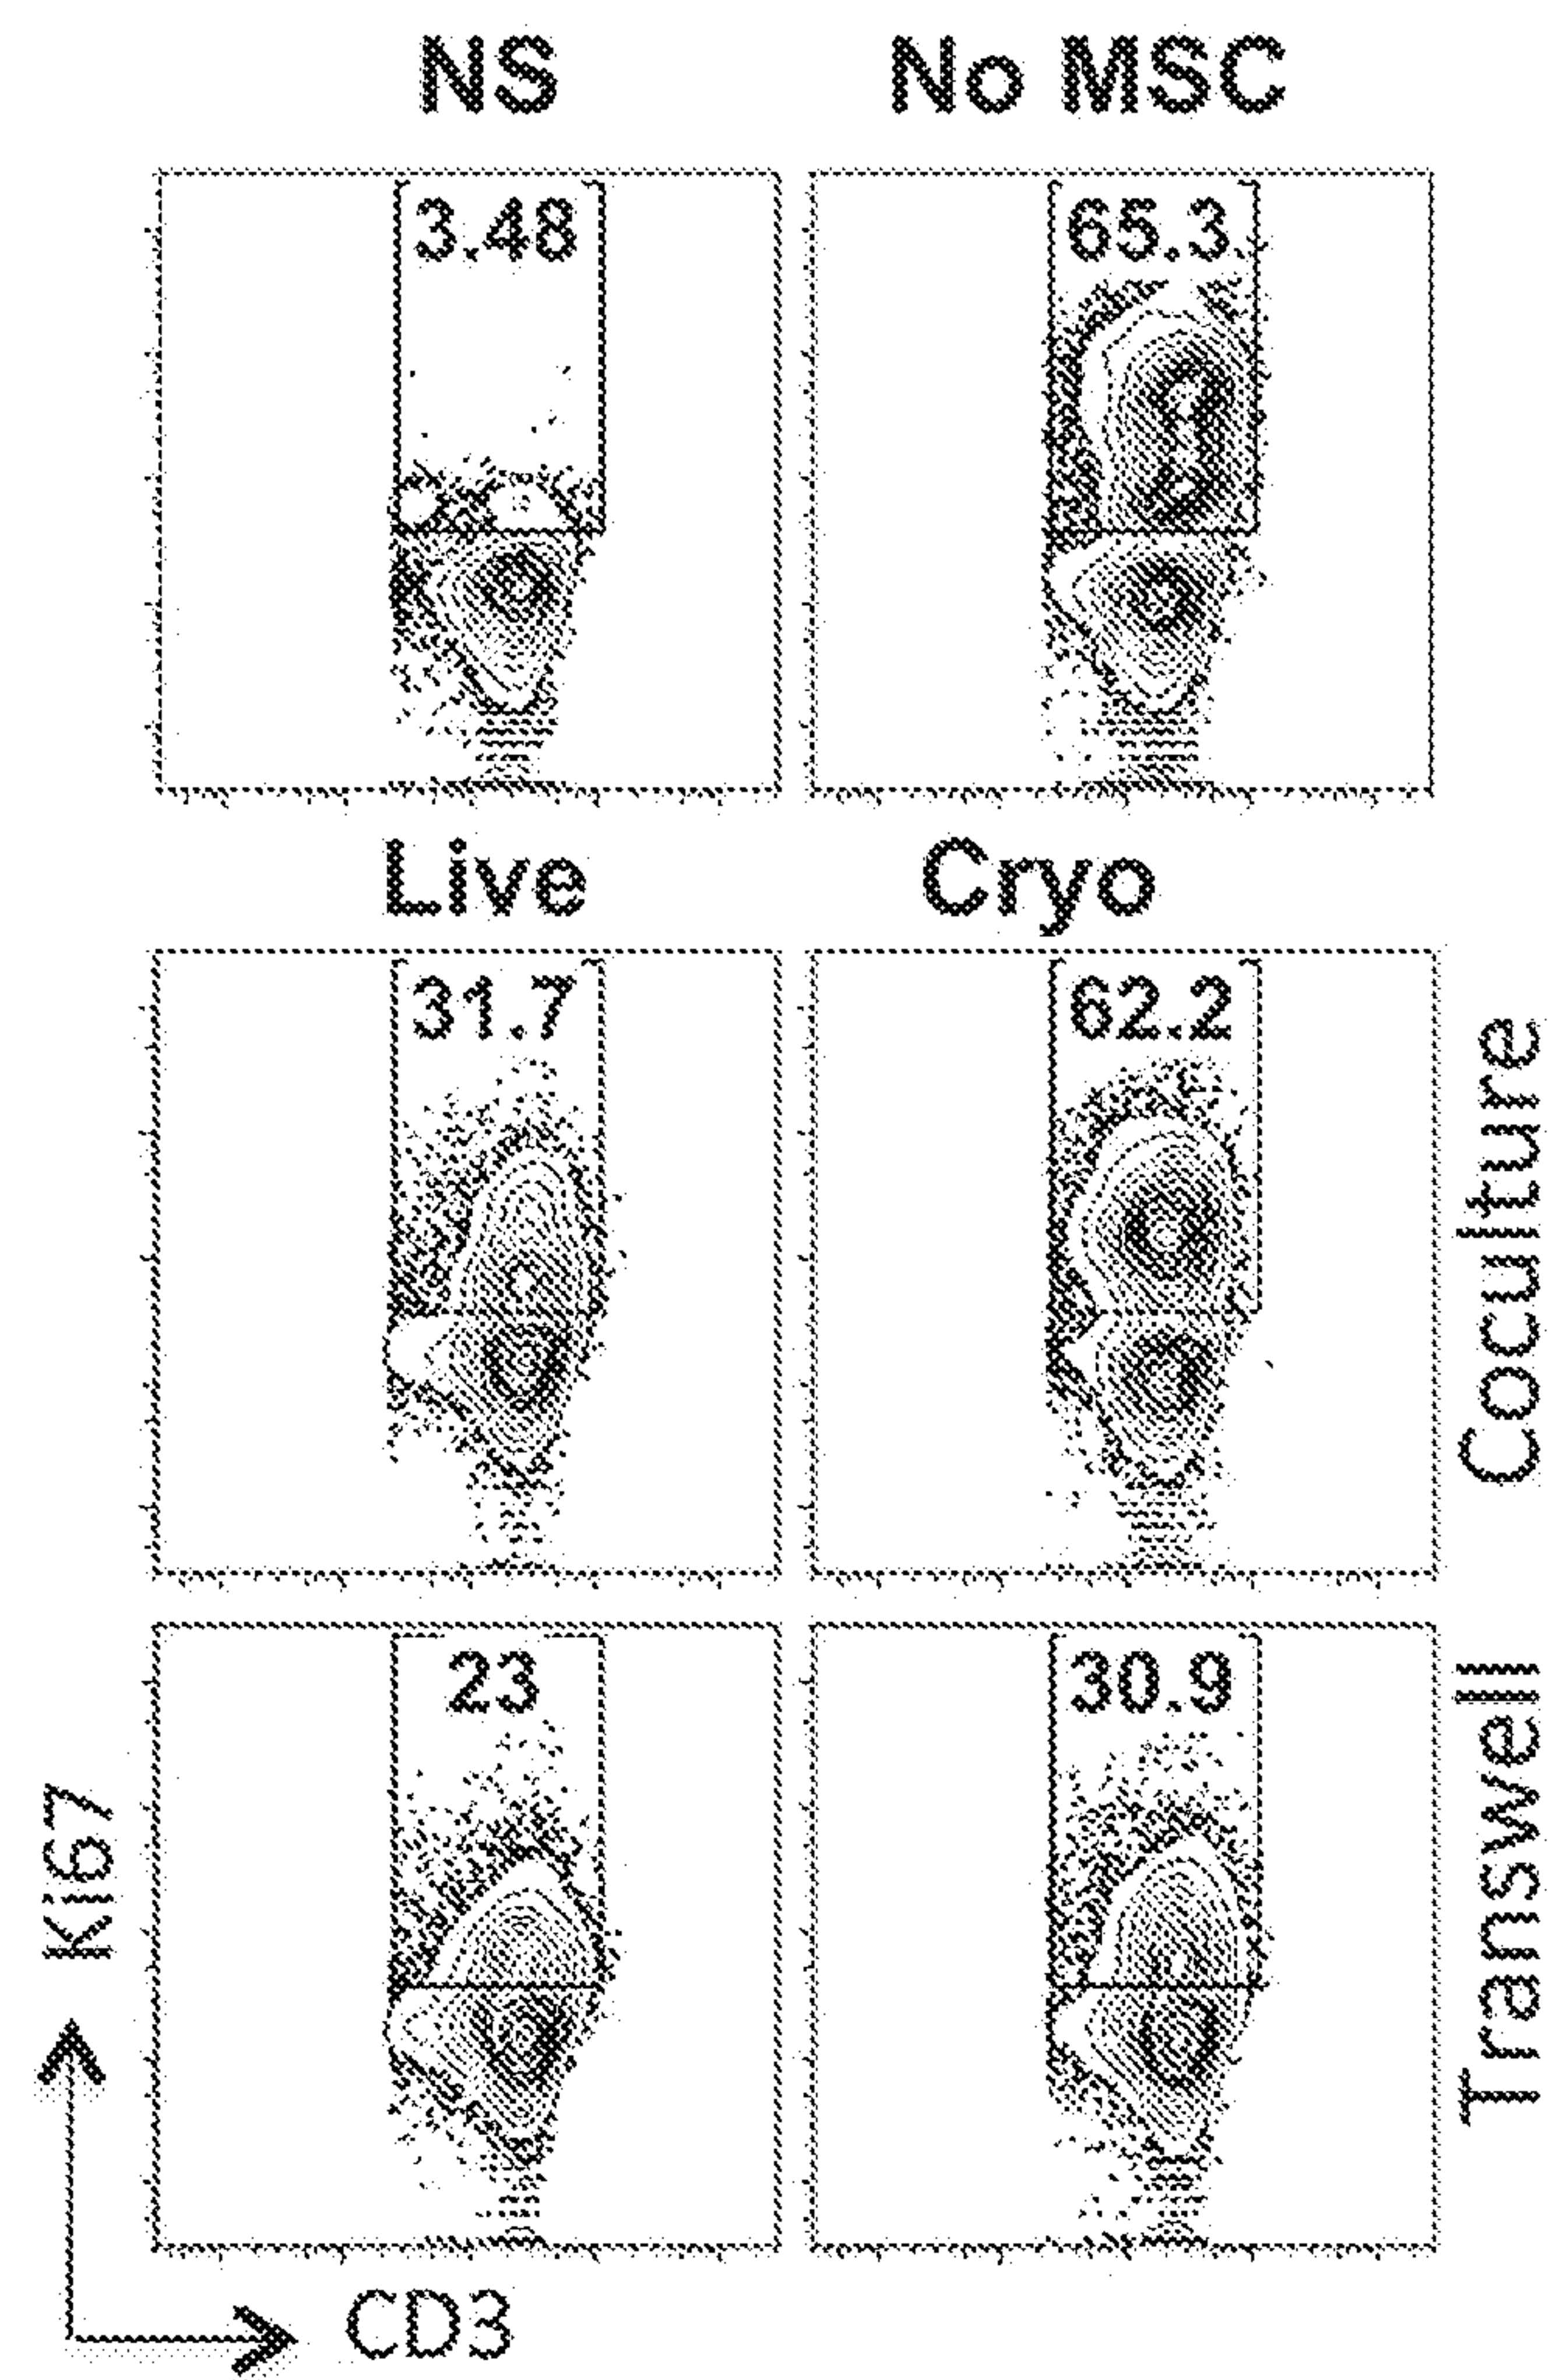 NS No MSC
3.48 65.3
Live Cryo
31.7 62.2
Coculture
23 30.9
Transwell
Ki67
CD3